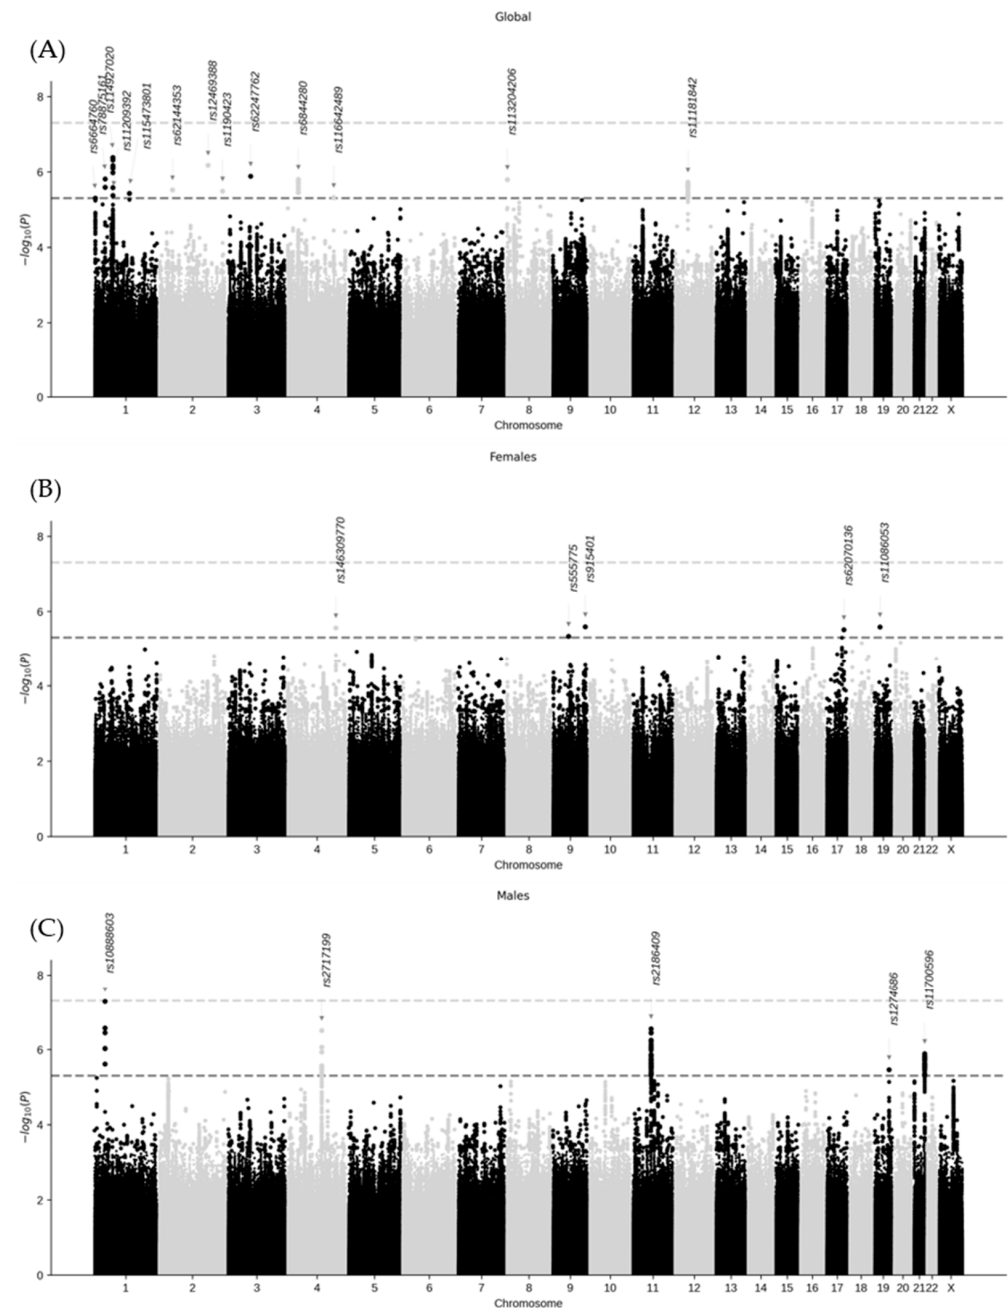 Global
(A)
rs6664760
rs78875161
rs114927020
rs11209392
rs115473801
rs62144353
rs12469388
rs1190423
rs62247762
rs6844280
rs116642489
rs113204206
rs11181842
−log10(P)
8
6
4
2
0
1 2 3 4 5 6 7 8 9 10 11 12 13 14 15 16 17 18 19 20 21 22 X
Chromosome
Females
(B)
rs146309770
rs555775
rs915401
rs62070136
rs11086053
−log10(P)
8
6
4
2
0
1 2 3 4 5 6 7 8 9 10 11 12 13 14 15 16 17 18 19 20 21 22 X
Chromosome
Males
(C)
rs10888603
rs2717199
rs2186409
rs1274686
rs11700596
−log10(P)
8
6
4
2
0
1 2 3 4 5 6 7 8 9 10 11 12 13 14 15 16 17 18 19 20 21 22 X
Chromosome